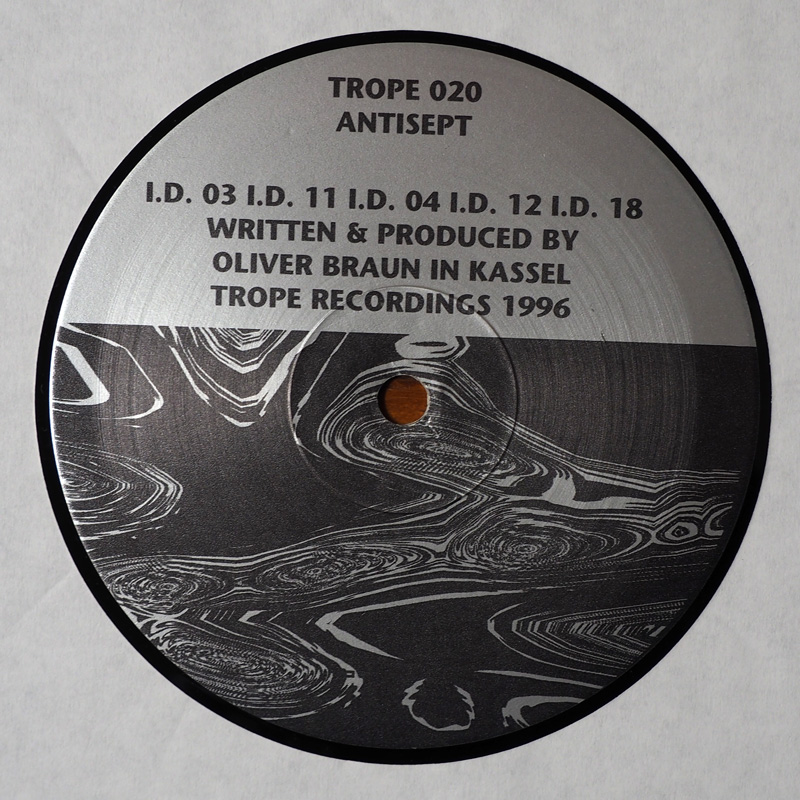 TROPE 020
ANTISEPT
I.D. 03 I.D. 11 I.D. 04 I.D. 12 I.D. 18
WRITTEN & PRODUCED BY
OLIVER BRAUN IN KASSEL
TROPE RECORDINGS 1996